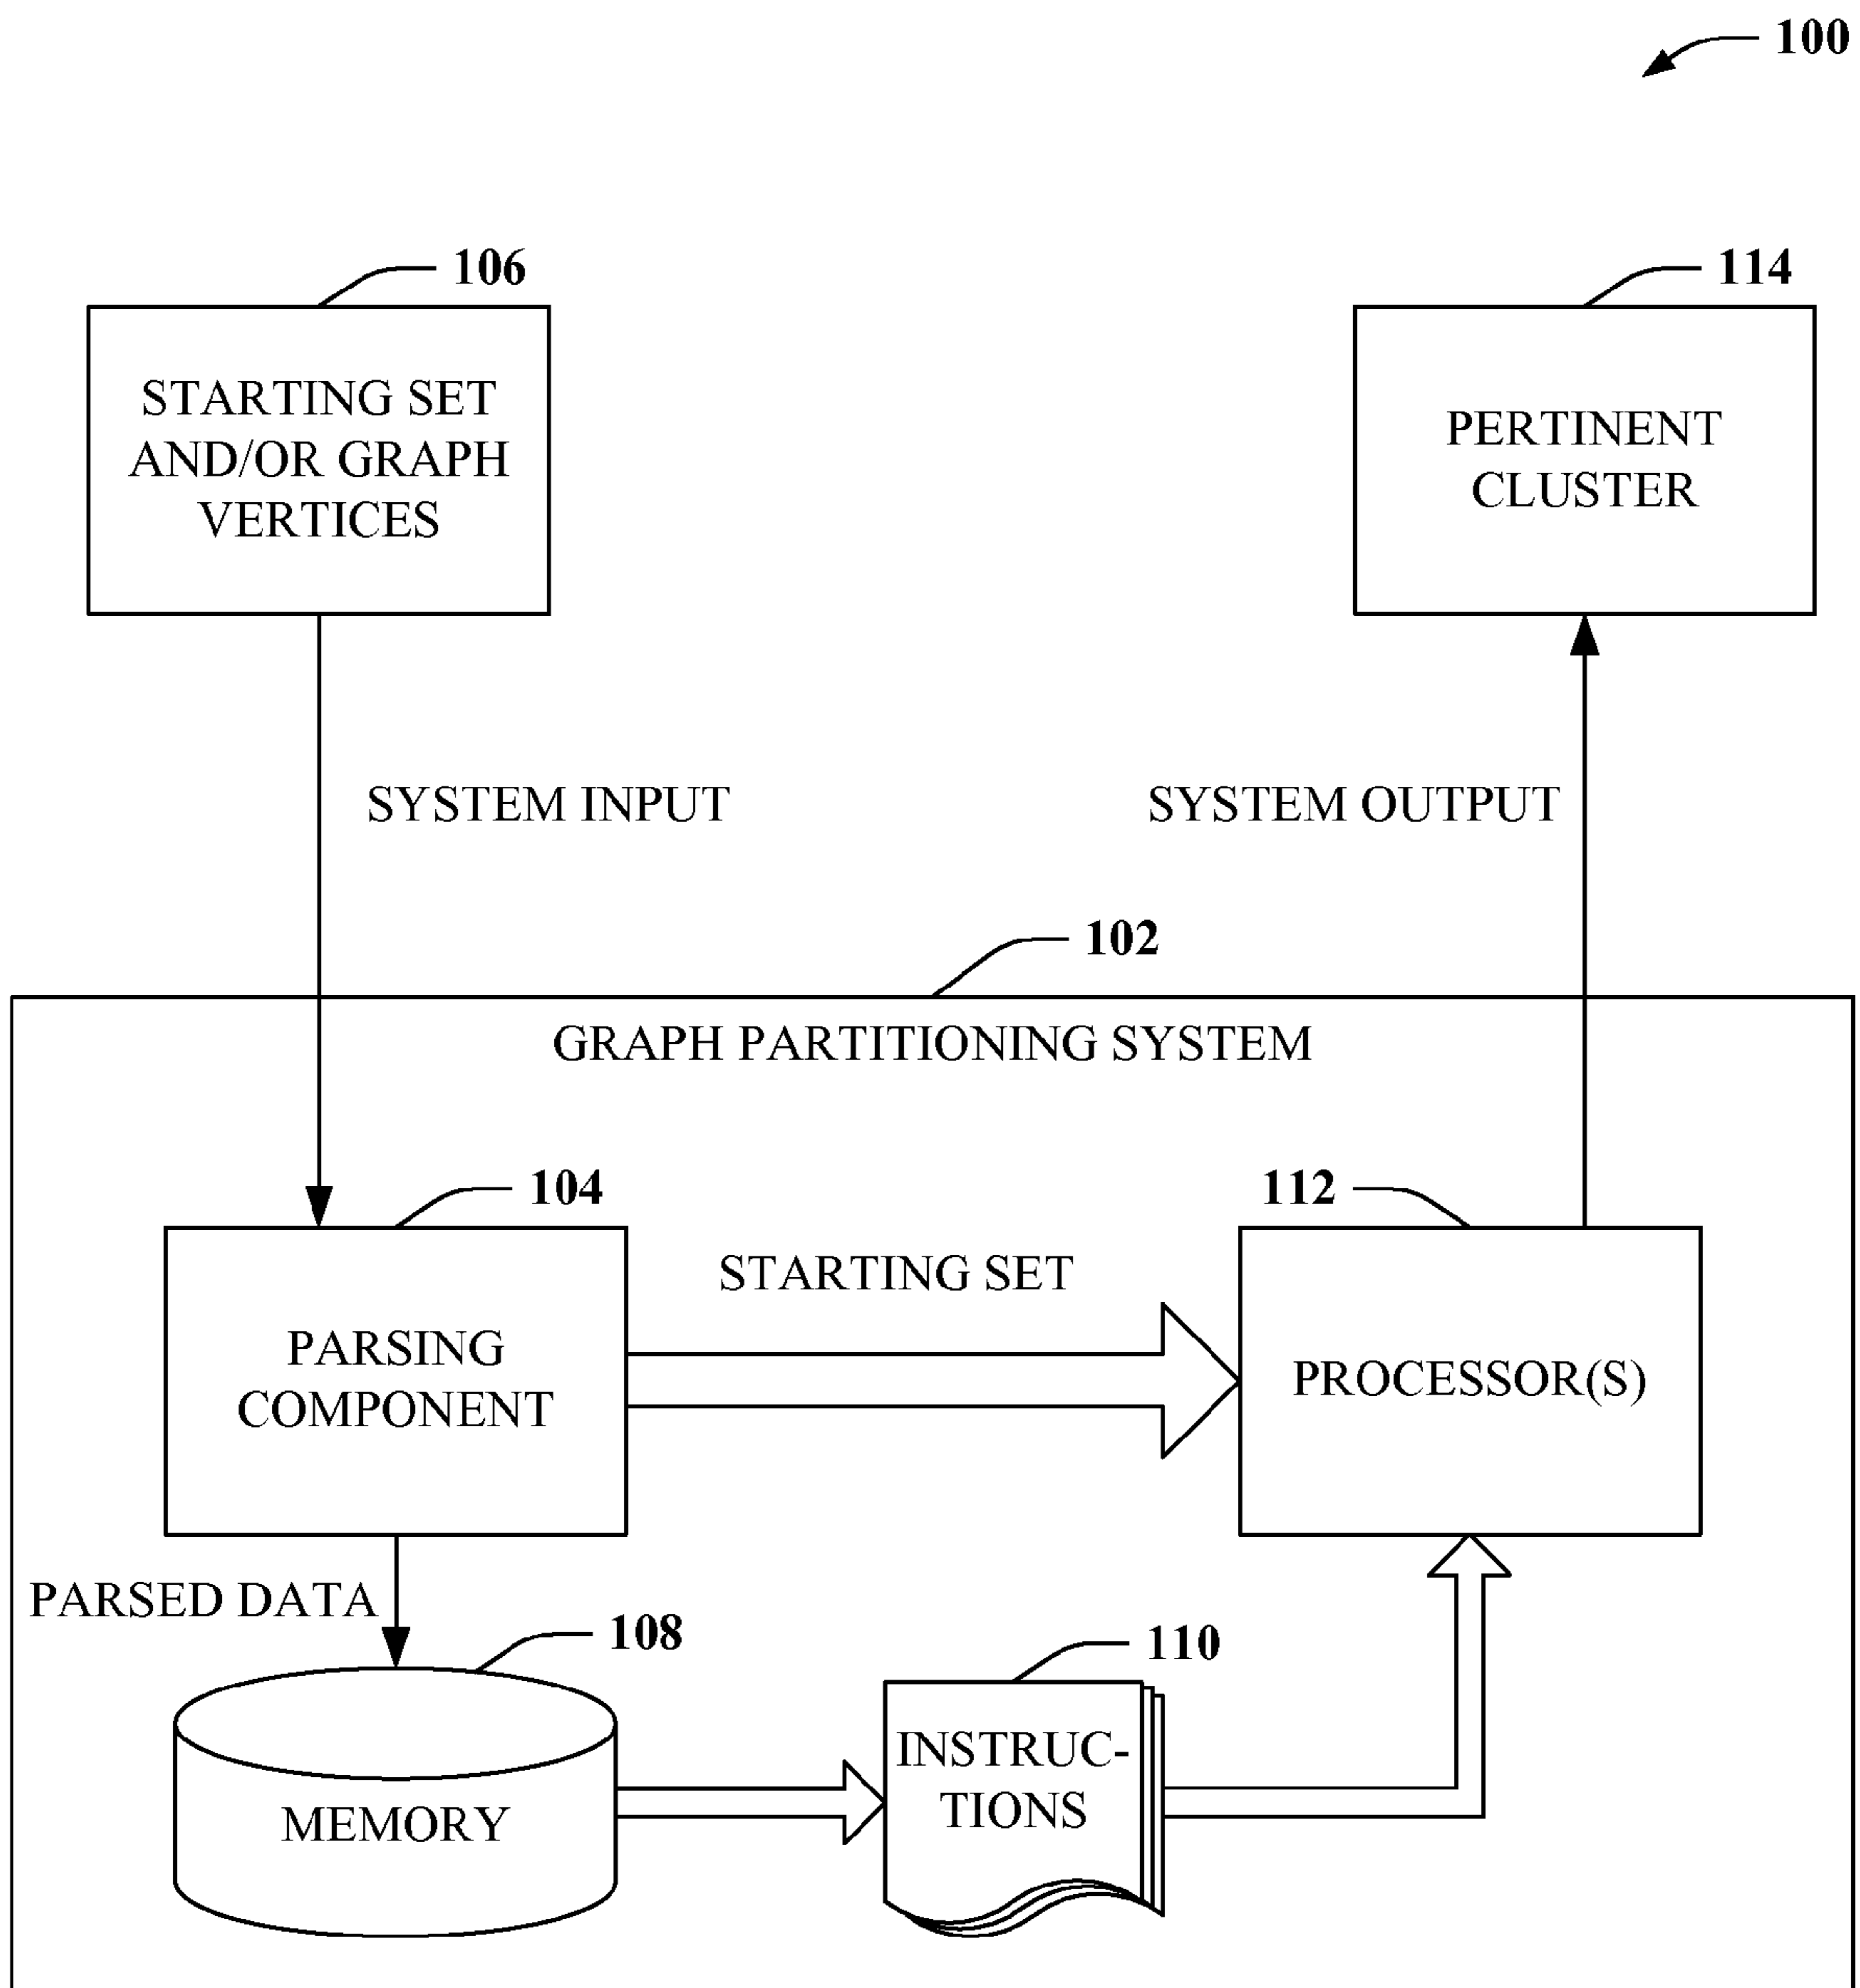 100
106
114
STARTING SET
AND/OR GRAPH
VERTICES
PERTINENT
CLUSTER
SYSTEM INPUT
SYSTEM OUTPUT
102
GRAPH PARTITIONING SYSTEM
104
112
STARTING SET
PARSING
COMPONENT
PROCESSOR(S)
PARSED DATA
108
110
INSTRUC-
TIONS
MEMORY